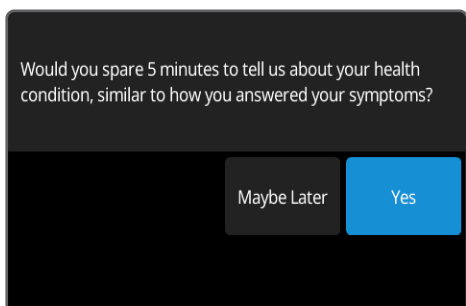 Would you spare 5 minutes to tell us about your health
condition, similar to how you answered your symptoms?
Maybe Later
Yes